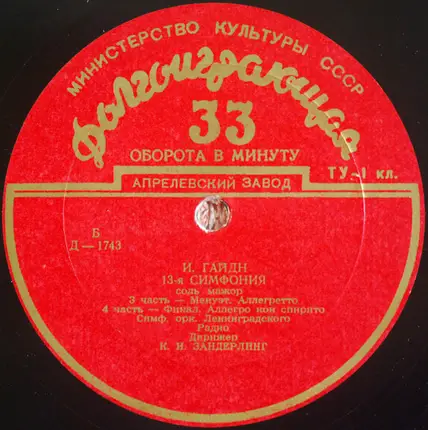 МИНИСТЕРСТВО КУЛЬТУРЫ СССР
Долгоиграющая
33
ОБОРОТА В МИНУТУ
ТУ-I кл.
АПРЕЛЕВСКИЙ ЗАВОД
Б
Д—1743
И. ГАЙДН
13-я СИМФОНИЯ
соль мажор
3 часть — Менуэт. Аллегретто
4 часть — Финал. Аллегро кон спирито
Симф. орк. Ленинградского
Радио
Дирижер
К. И. ЗАНДЕРЛИНГ